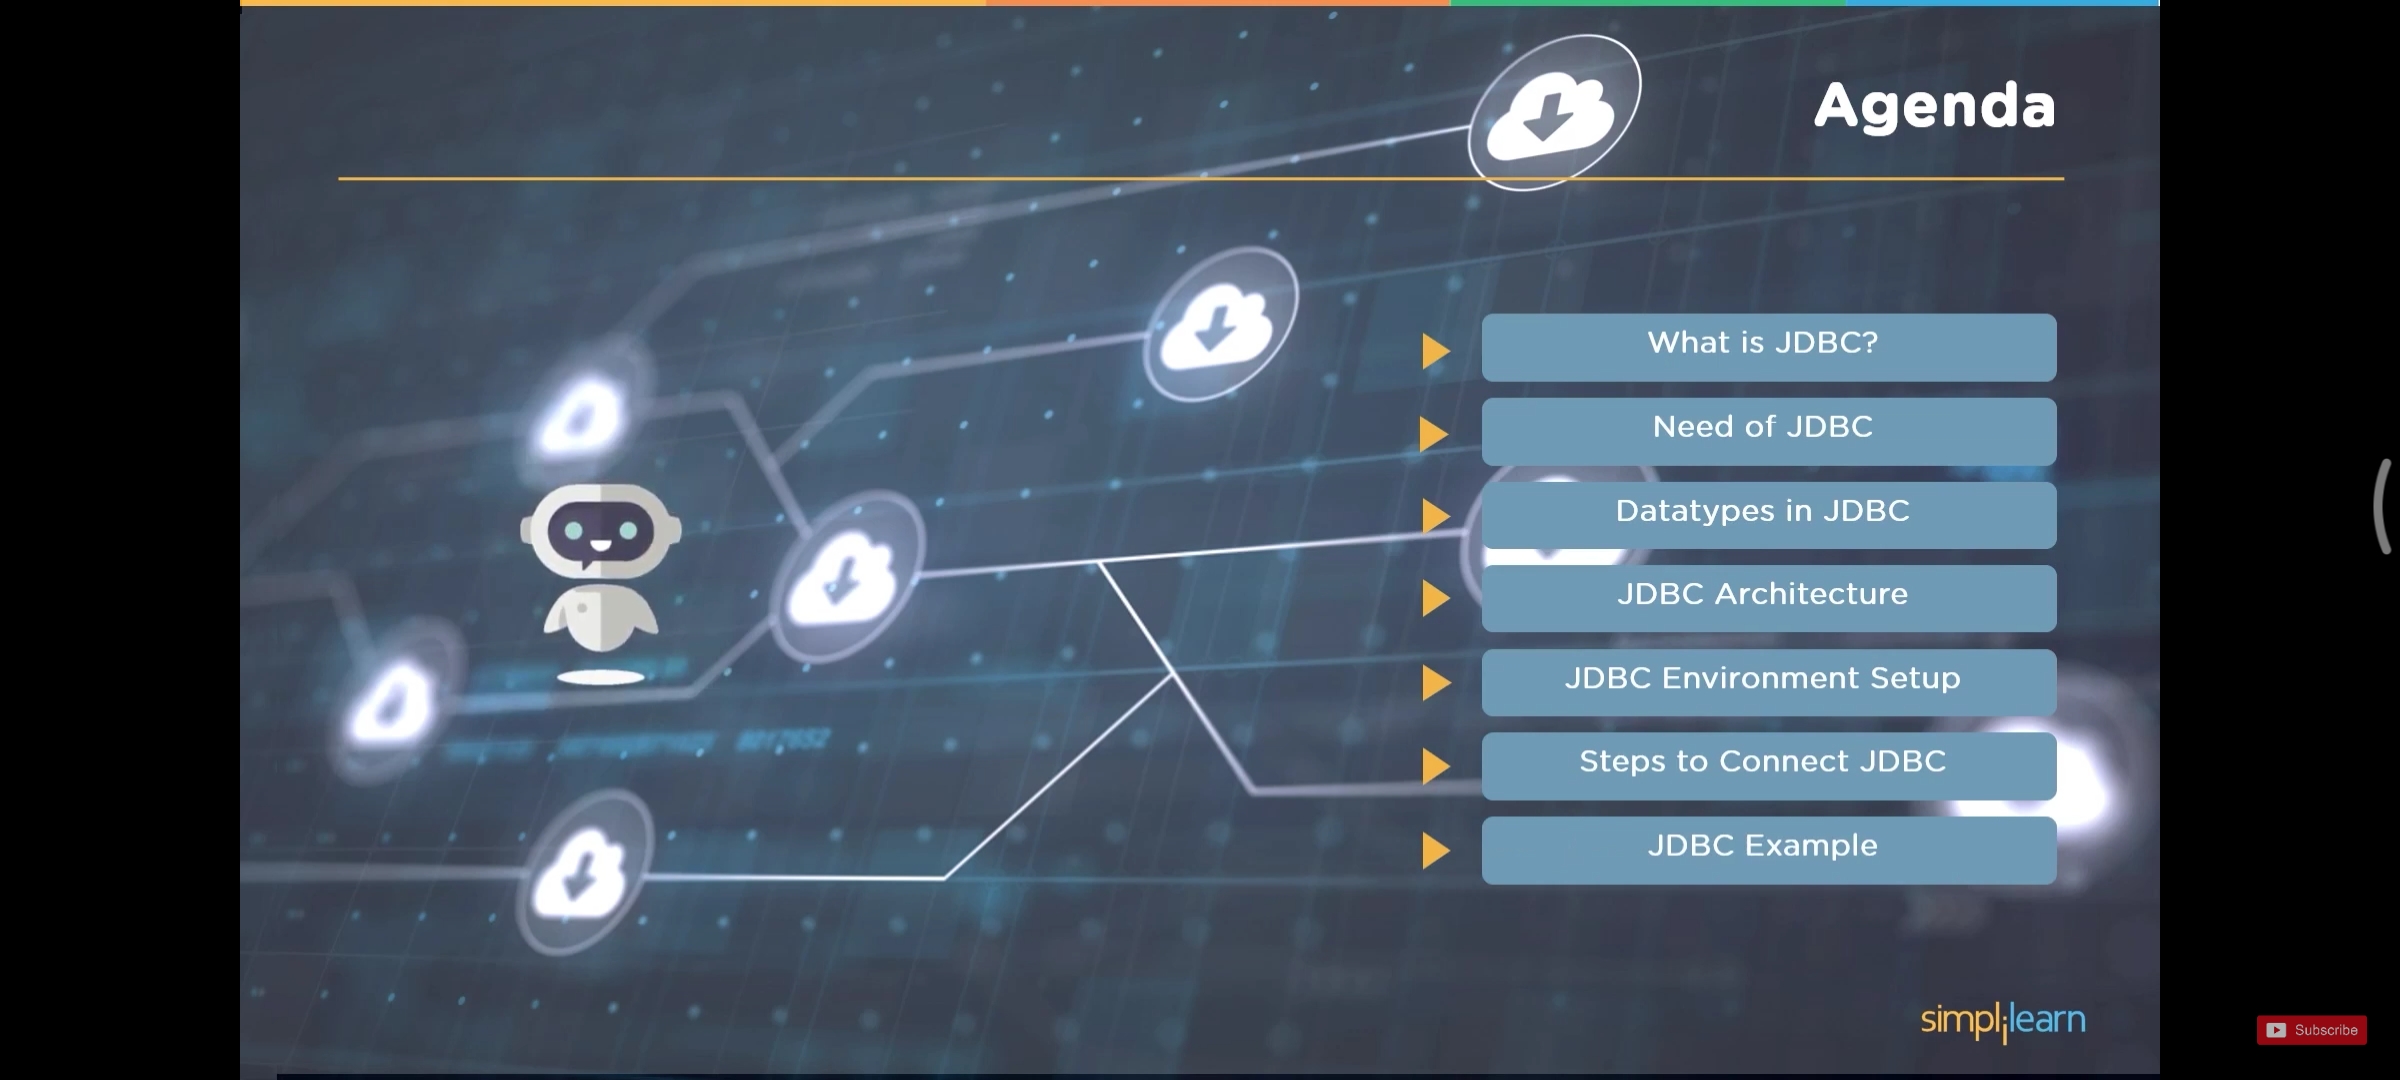 Agenda
What is JDBC?
Need of JDBC
Datatypes in JDBC
JDBC Architecture
JDBC Environment Setup
Steps to Connect JDBC
JDBC Example
simplilearn
Subscribe